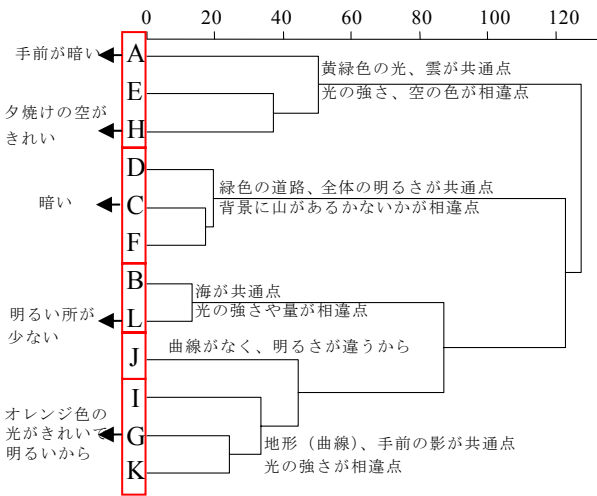 0 20 40 60 80 100 120
手前が暗い
A
黄緑色の光、雲が共通点
E
光の強さ、空の色が相違点
夕焼けの空が
きれい
H
D
緑色の道路、全体の明るさが共通点
暗い
C
背景に山があるかないかが相違点
F
B
海が共通点
明るい所が
少ない
L
光の強さや量が相違点
J
曲線がなく、明るさが違うから
I
オレンジ色の
光がきれいで
明るいから
G
地形（曲線）、手前の影が共通点
K
光の強さが相違点